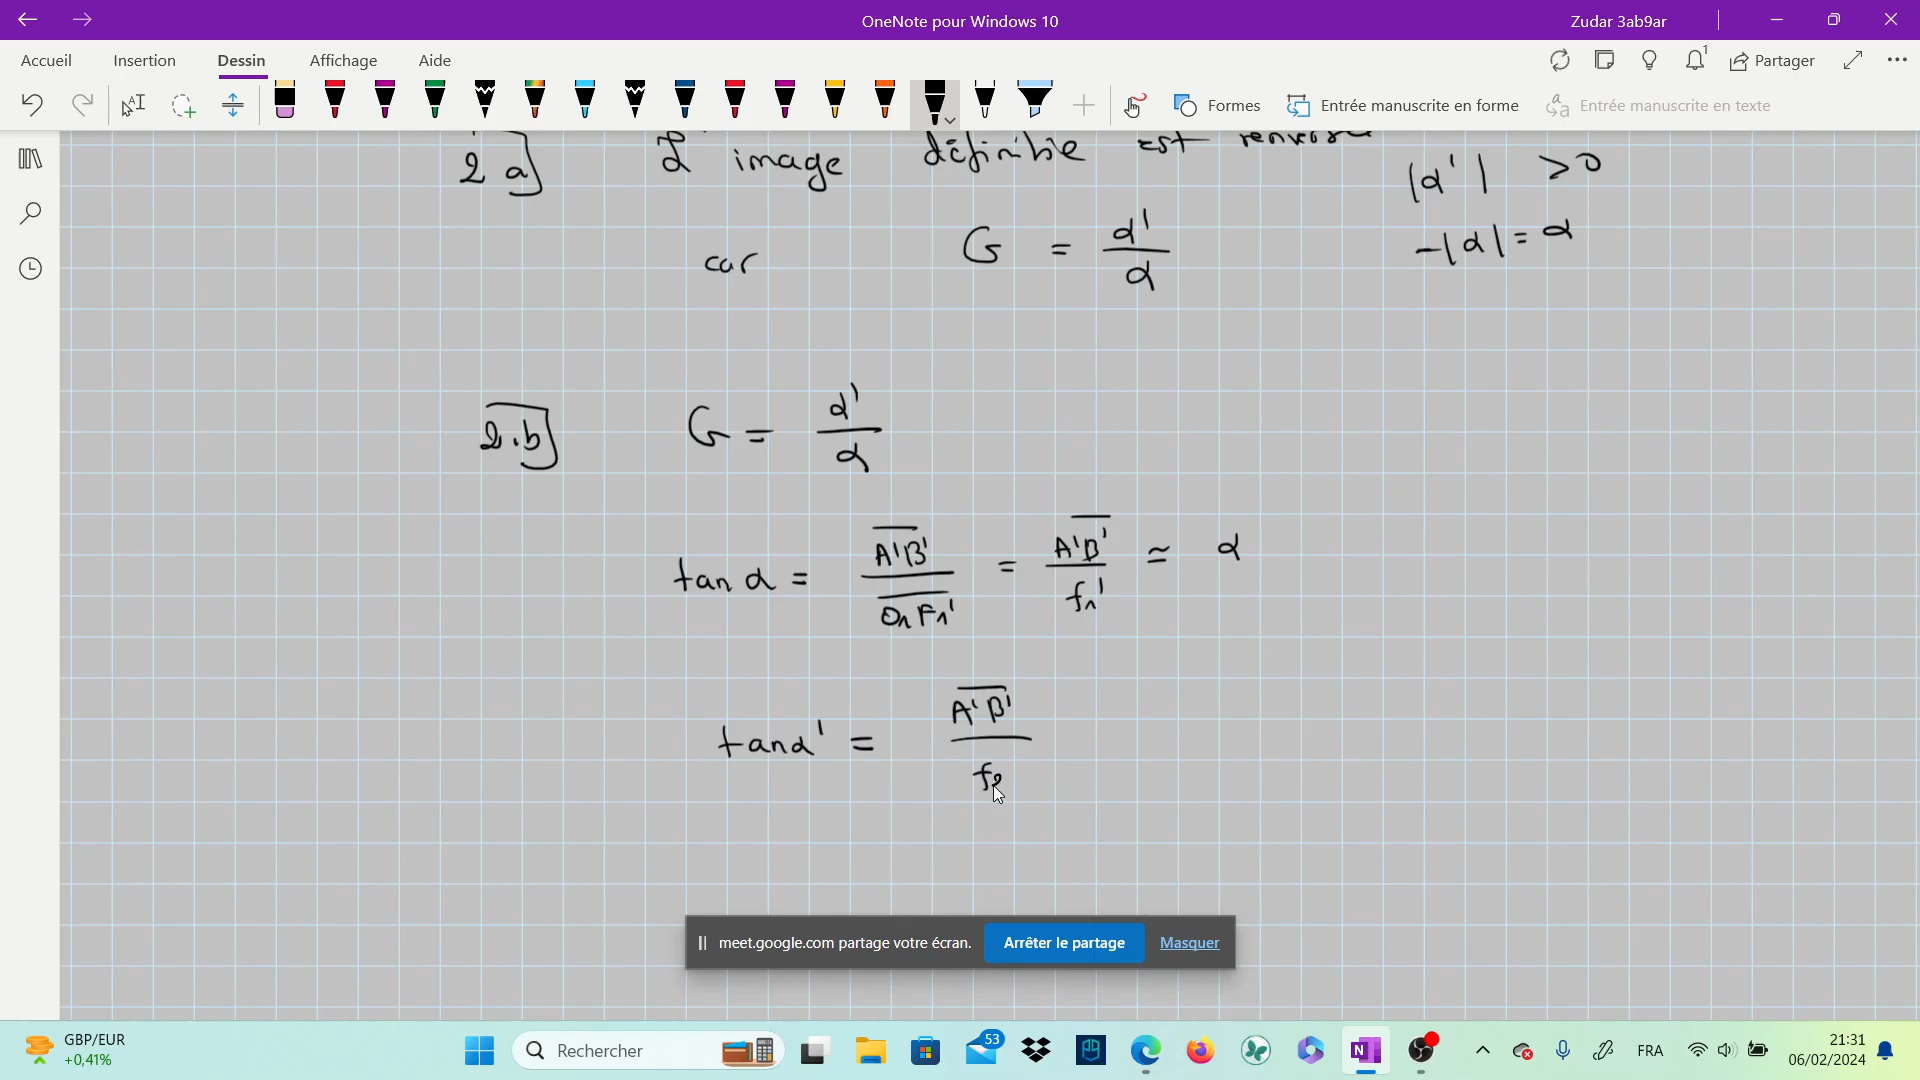 OneNote pour Windows 10
Zudar 3ab9ar
Accueil Insertion Dessin Affichage Aide
1
Partager
Formes Entrée manuscrite en forme Entrée manuscrite en texte
2 a] L'image définitive est
|α'| > 0
car G = α' / α
-|α| = α
2.b] G = α' / α
tan α = A'B' / O₁F₁' = A'B' / f₁' ≃ α
tan α' = A'B' / f₂
meet.google.com partage votre écran. Arrêter le partage Masquer
GBP/EUR
+0,41%
Rechercher
53
FRA
21:31
06/02/2024